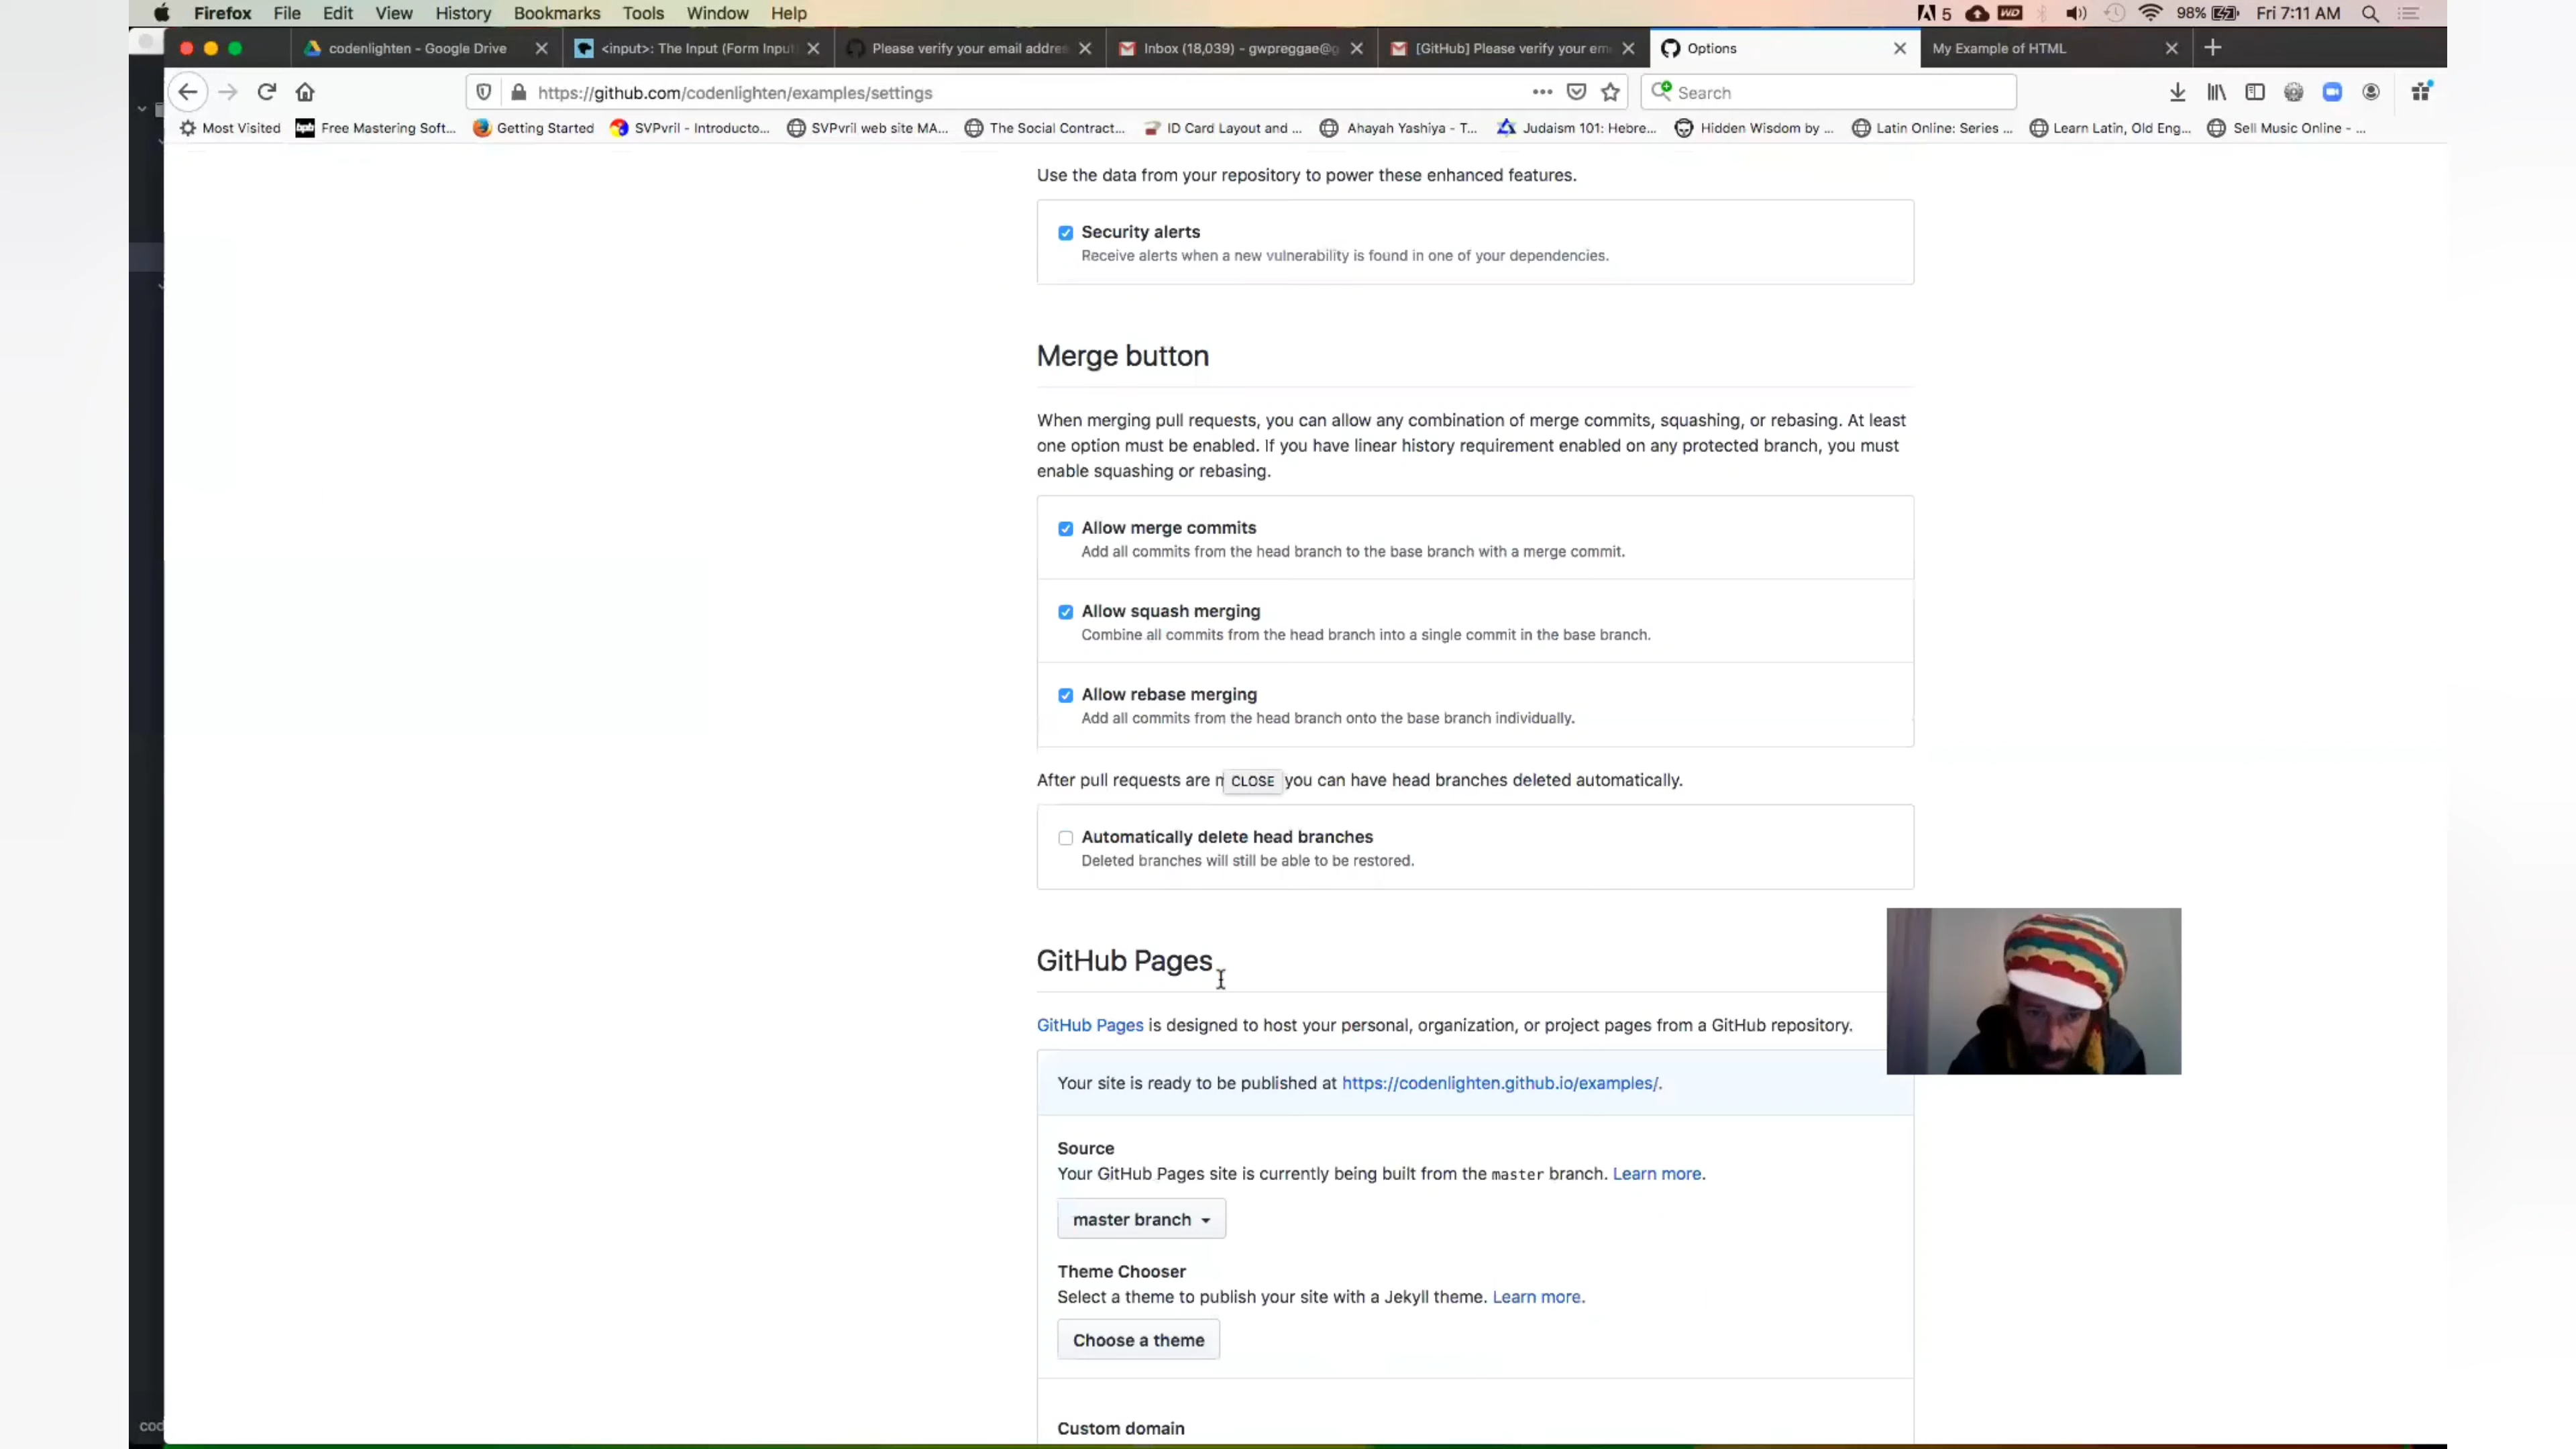 Firefox File Edit View History Bookmarks Tools Window Help 5 WD 98% Fri 7:11 AM
codenlighten - Google Drive <input>: The Input (Form Input Please verify your email addre Inbox (18,039) - gwpreggae@g [GitHub] Please verify your em Options My Example of HTML
https://github.com/codenlighten/examples/settings Search
Most Visited Free Mastering Soft... Getting Started SVPvril - Introducto... SVPvril web site MA... The Social Contract... ID Card Layout and ... Ahayah Yashiya - T... Judaism 101: Hebre... Hidden Wisdom by ... Latin Online: Series ... Learn Latin, Old Eng... Sell Music Online - ...
Use the data from your repository to power these enhanced features.
Security alerts
Receive alerts when a new vulnerability is found in one of your dependencies.
Merge button
When merging pull requests, you can allow any combination of merge commits, squashing, or rebasing. At least
one option must be enabled. If you have linear history requirement enabled on any protected branch, you must
enable squashing or rebasing.
Allow merge commits
Add all commits from the head branch to the base branch with a merge commit.
Allow squash merging
Combine all commits from the head branch into a single commit in the base branch.
Allow rebase merging
Add all commits from the head branch onto the base branch individually.
After pull requests are CLOSE you can have head branches deleted automatically.
Automatically delete head branches
Deleted branches will still be able to be restored.
GitHub Pages
GitHub Pages is designed to host your personal, organization, or project pages from a GitHub repository.
Your site is ready to be published at https://codenlighten.github.io/examples/.
Source
Your GitHub Pages site is currently being built from the master branch. Learn more.
master branch
Theme Chooser
Select a theme to publish your site with a Jekyll theme. Learn more.
Choose a theme
Custom domain
cod